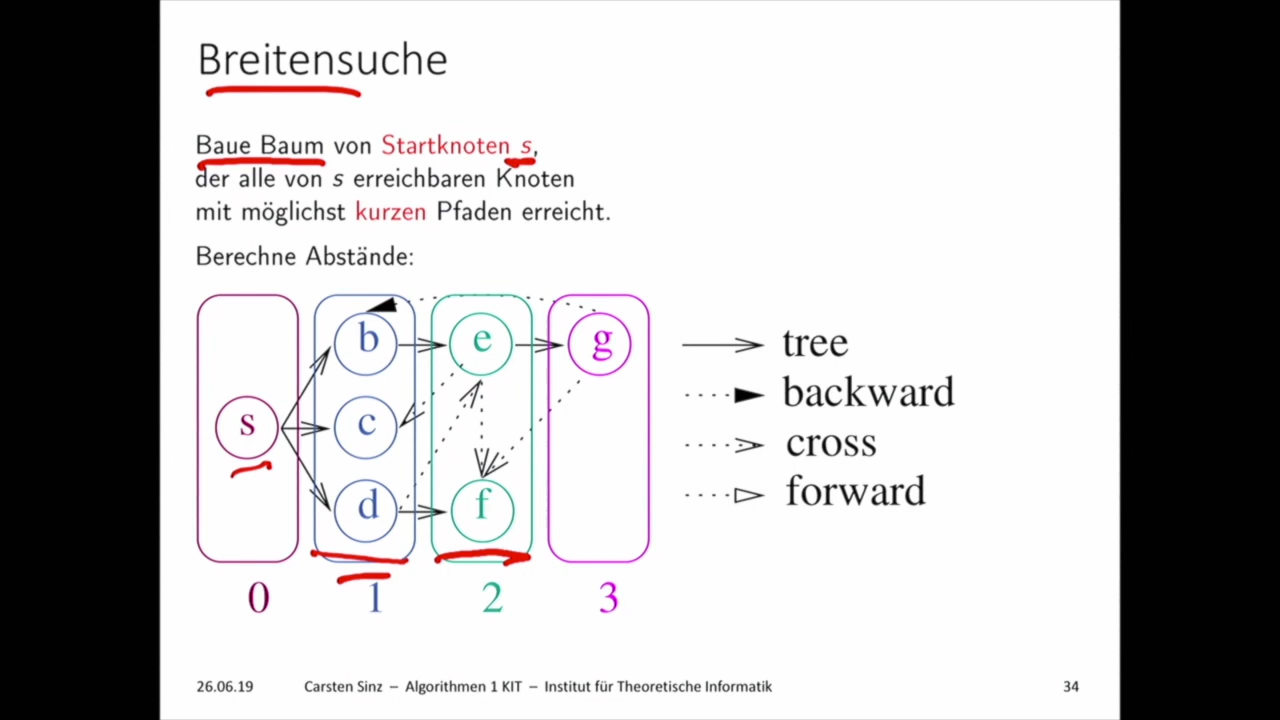 Breitensuche
Baue Baum von Startknoten s,
der alle von s erreichbaren Knoten
mit möglichst kurzen Pfaden erreicht.
Berechne Abstände:
b e g
s c
d f
0 1 2 3
tree
backward
cross
forward
26.06.19 Carsten Sinz – Algorithmen 1 KIT – Institut für Theoretische Informatik 34